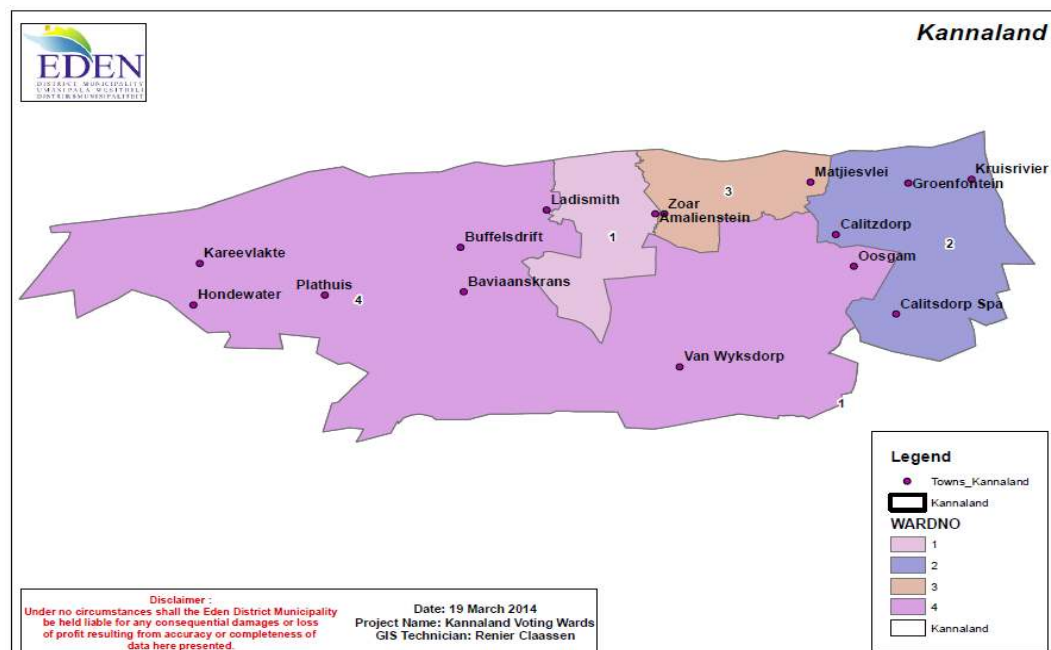 Kannaland
EDEN
DISTRICT MUNICIPALITY
UMASIPALA WESITHILI
DISTRIKSMUNISIPALITEIT
Kruisrivier
Matjiesvlei
Groenfontein
3
Ladismith
Zoar
Amalienstein
Calitzdorp
1
2
Buffelsdrift
Kareevlakte
Oosgam
Plathuis
Baviaanskrans
4
Hondewater
Calitsdorp Spa
Van Wyksdorp
1
Legend
Towns_Kannaland
Kannaland
WARDNO
1
2
3
4
Kannaland
Disclaimer :
Under no circumstances shall the Eden District Municipality
be held liable for any consequential damages or loss
of profit resulting from accuracy or completeness of
data here presented.
Date: 19 March 2014
Project Name: Kannaland Voting Wards
GIS Technician: Renier Claassen